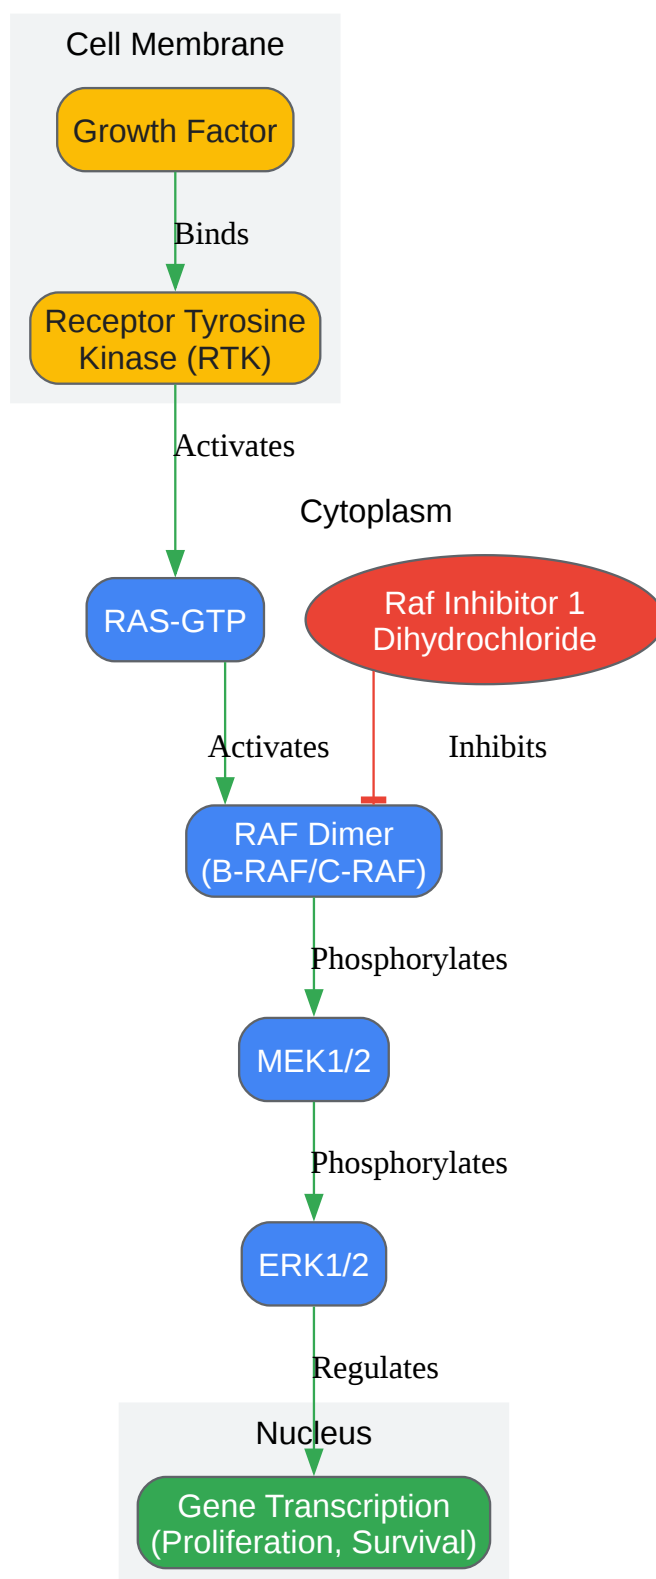 Cell Membrane
Growth Factor
Binds
Receptor Tyrosine
Kinase (RTK)
Activates
Cytoplasm
RAS-GTP
Raf Inhibitor 1
Dihydrochloride
Activates
Inhibits
RAF Dimer
(B-RAF/C-RAF)
Phosphorylates
MEK1/2
Phosphorylates
ERK1/2
Regulates
Nucleus
Gene Transcription
(Proliferation, Survival)